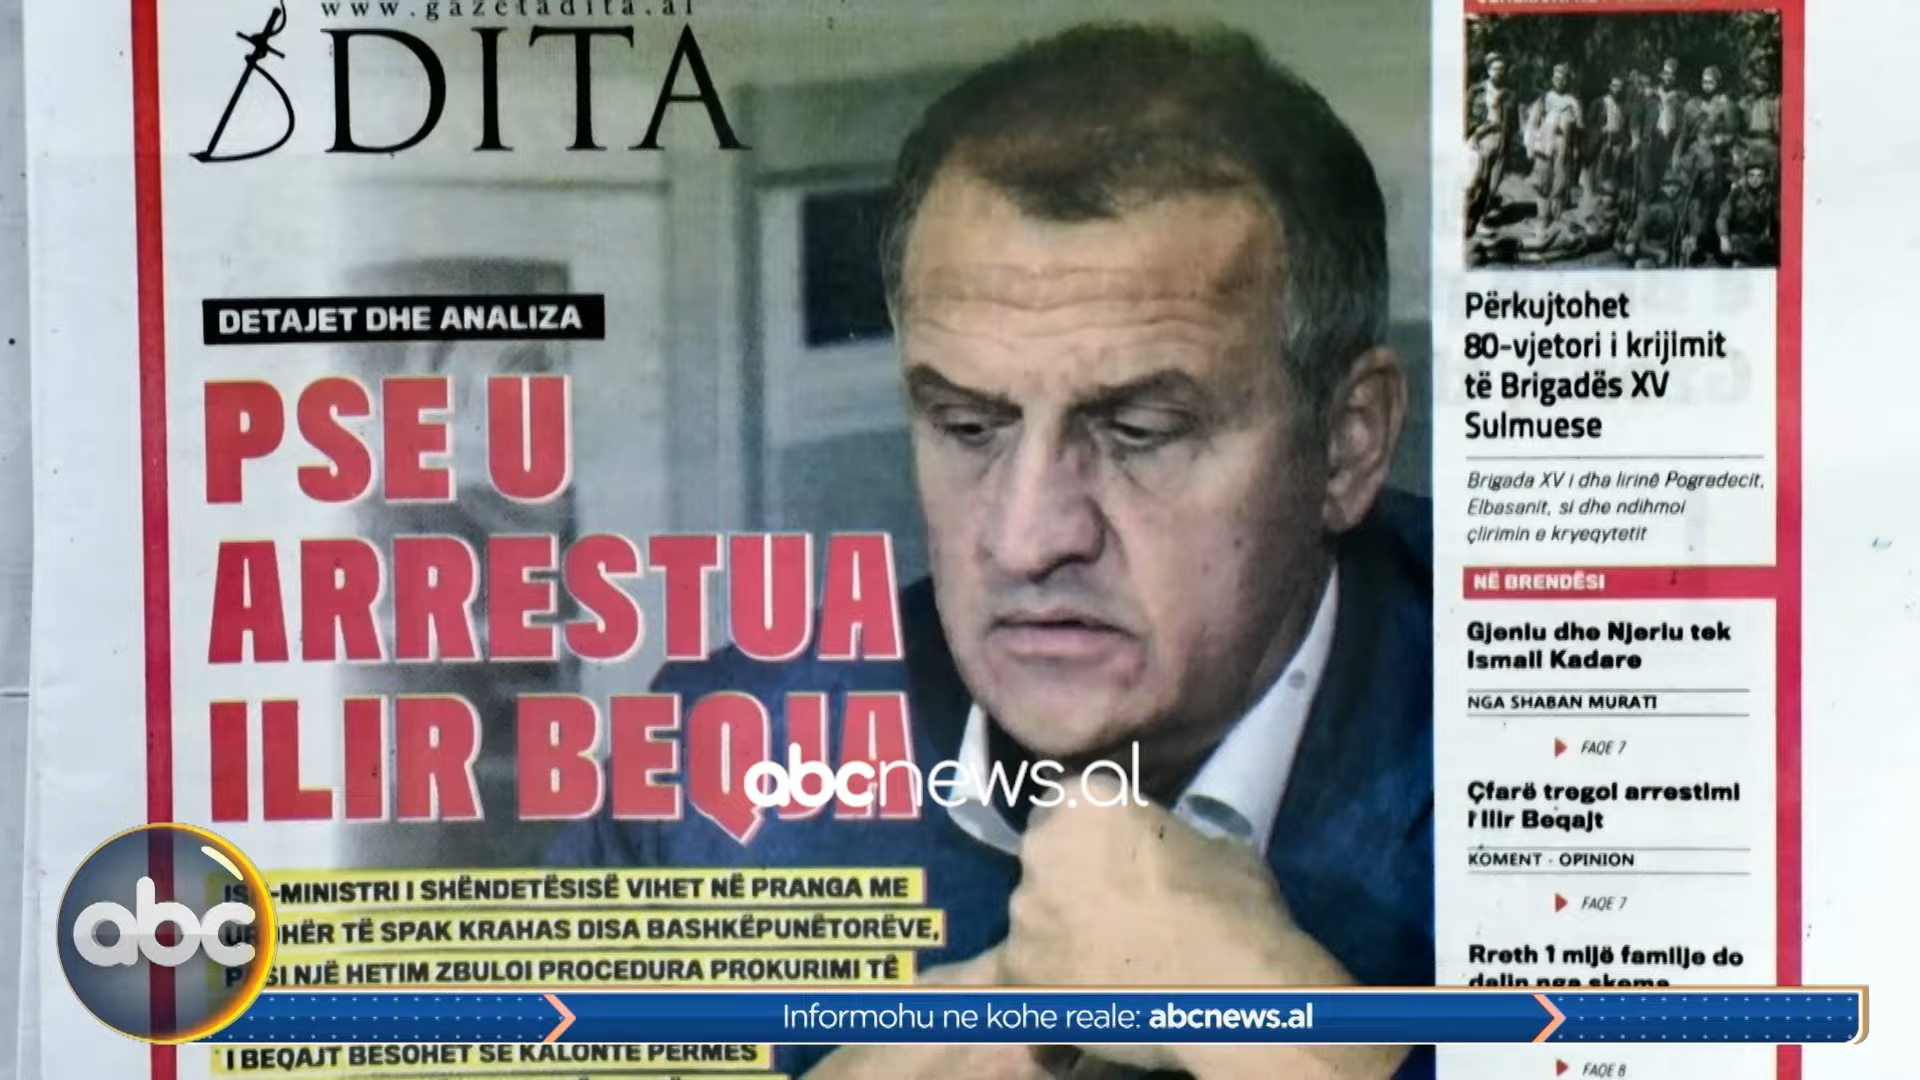 www.gazetadita.al
DITA
DETAJET DHE ANALIZA
PSE U
ARRESTUA
ILIR BEQJA
-MINISTRI I SHËNDETËSISË VIHET NË PRANGA ME
TË SPAK KRAHAS DISA BASHKËPUNËTORËVE,
NJË HETIM ZBULOI PROCEDURA PROKURIMI TË
I BEQAJT BESOHET SE KALONTE PËRMES
Përkujtohet
80-vjetori i krijimit
të Brigadës XV
Sulmuese
Brigada XV i dha lirinë Pogradecit,
Elbasanit, si dhe ndihmoi
çlirimin e kryeqytetit
NË BRENDËSI
Gjeniu dhe Njeriu tek
Ismail Kadare
NGA SHABAN MURATI
FAQE 7
Çfarë tregoi arrestimi
i Ilir Beqajt
KOMENT - OPINION
FAQE 7
Rreth 1 mijë familje do
dalin nga skema
FAQE 8
abcnews.al
abc
Informohu ne kohe reale: abcnews.al